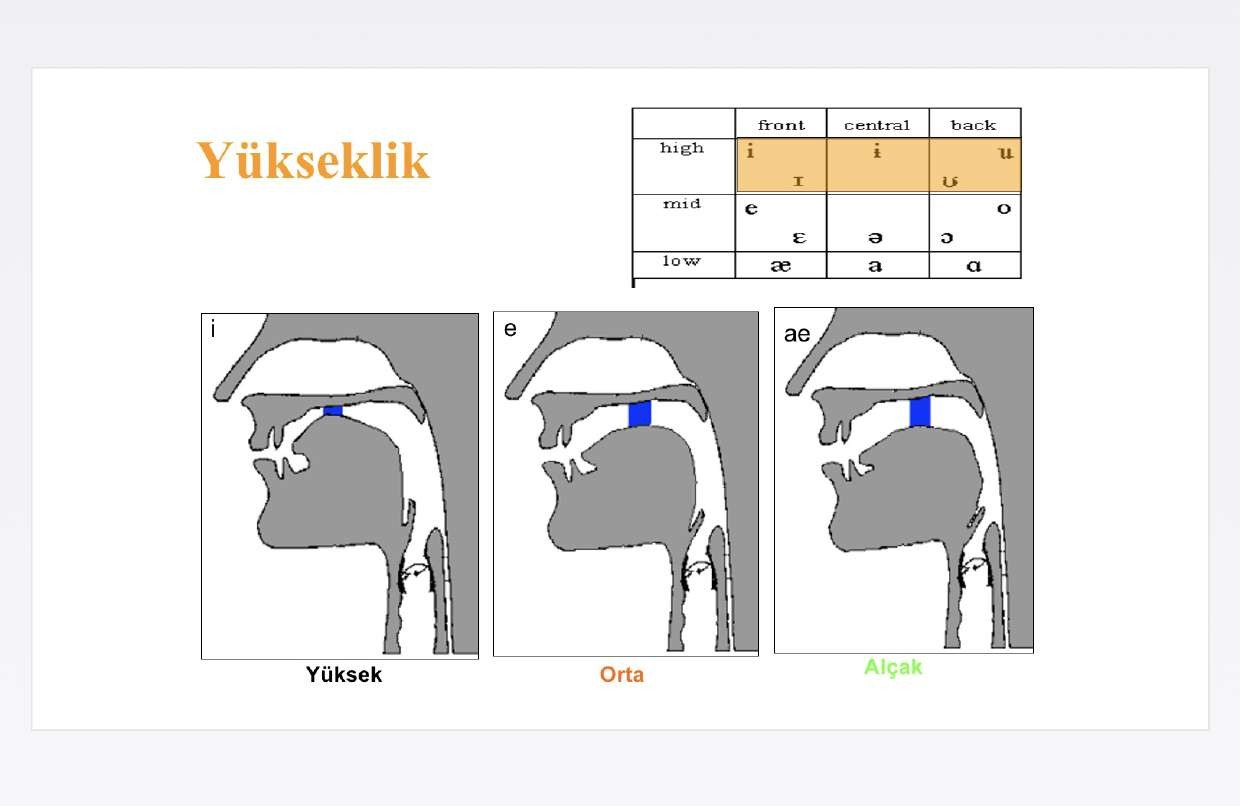 Yükseklik
front central back
high i ɨ u
ɪ ʊ
mid e o
ɛ ə ɔ
low æ a ɑ
i
e
ae
Yüksek
Orta
Alçak